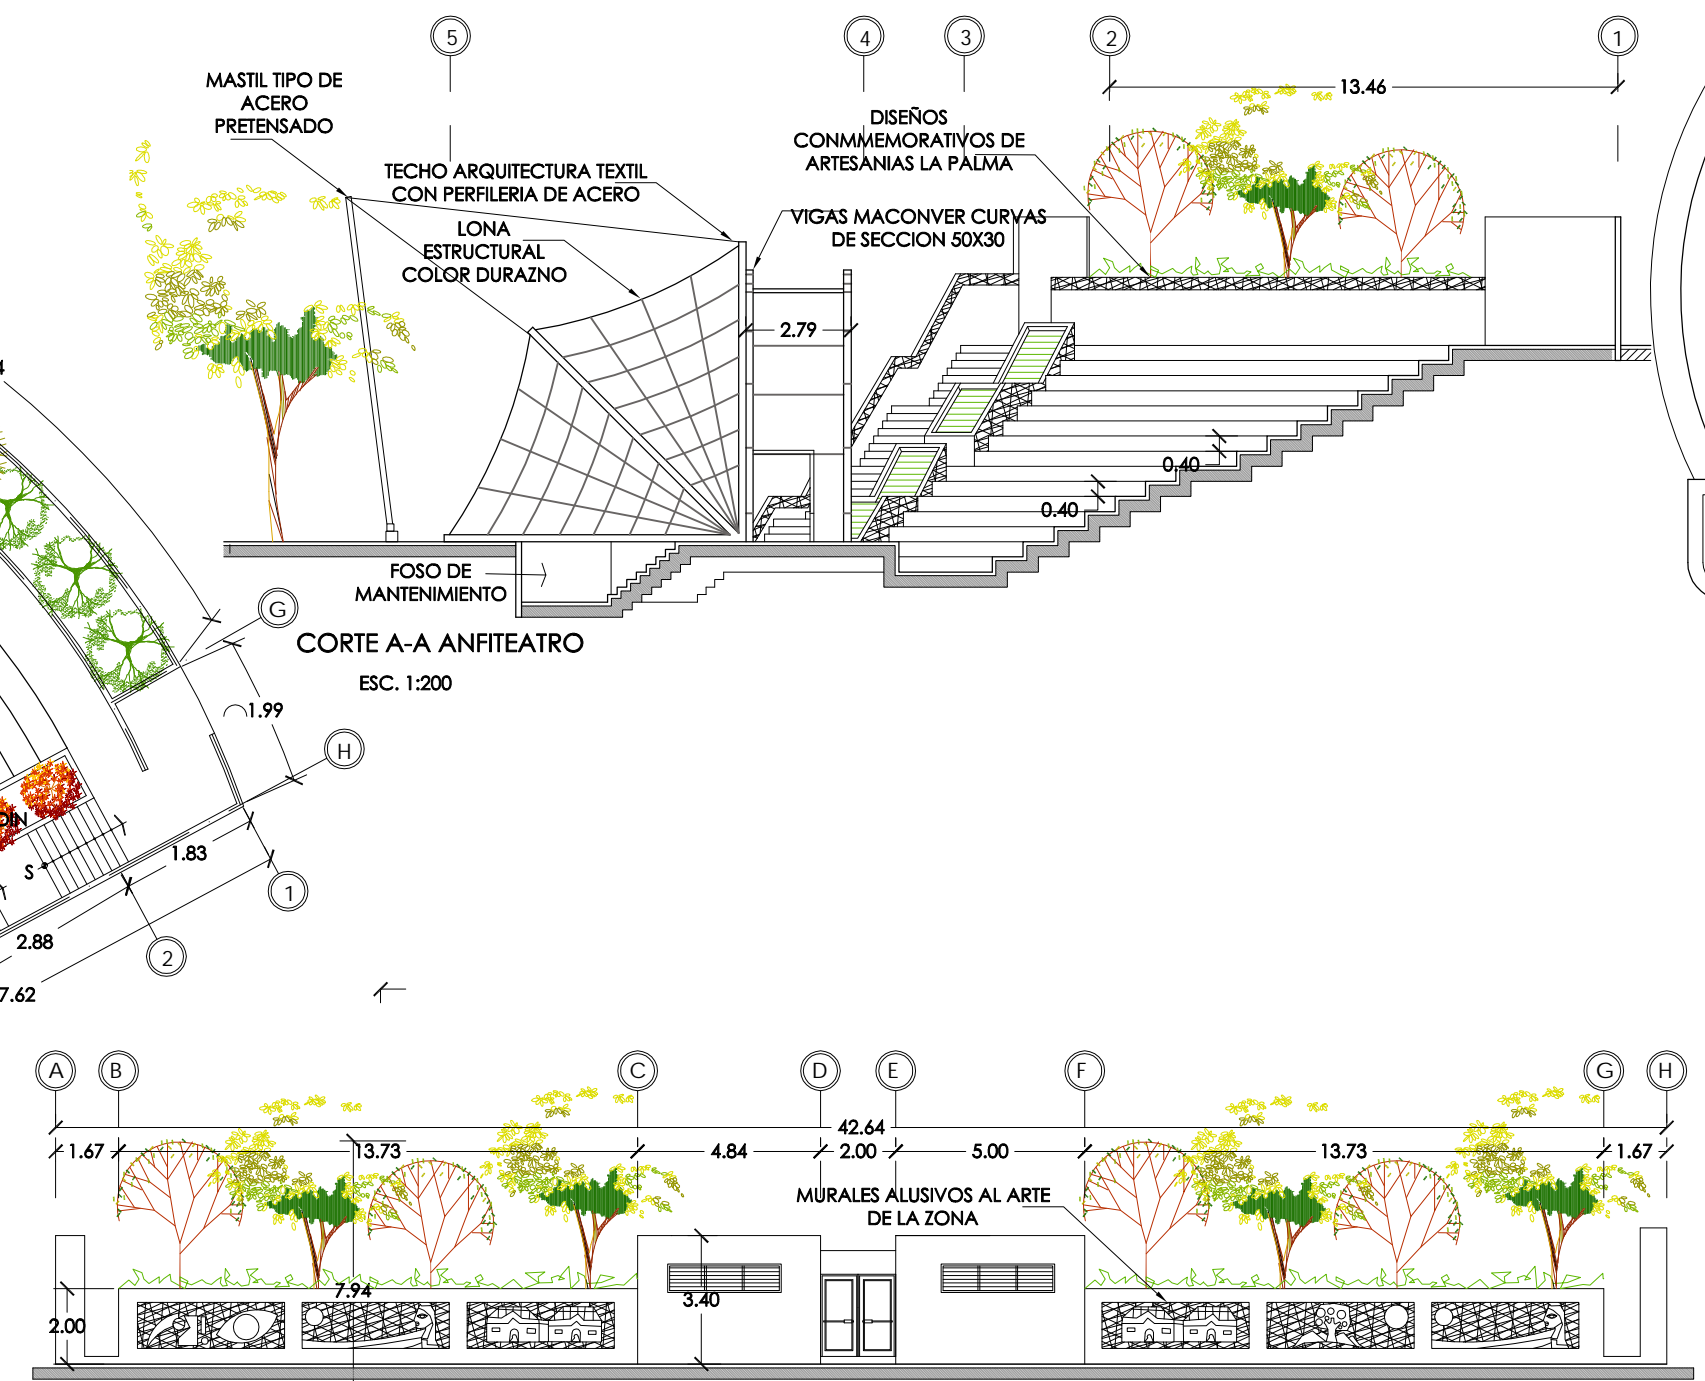 5
4
3
2
1
13.46
MASTIL TIPO DE
ACERO
PRETENSADO
TECHO ARQUITECTURA TEXTIL
CON PERFILERIA DE ACERO
LONA
ESTRUCTURAL
COLOR DURAZNO
DISEÑOS
CONMMEMORATIVOS DE
ARTESANIAS LA PALMA
VIGAS MACONVER CURVAS
DE SECCION 50X30
2.79
0.40
0.40
FOSO DE
MANTENIMIENTO
CORTE A-A ANFITEATRO
ESC. 1:200
4
G
1.99
H
DIN
S
1.83
1
2.88
2
7.62
A
B
C
D
E
F
G
H
42.64
1.67
13.73
4.84
2.00
5.00
13.73
1.67
MURALES ALUSIVOS AL ARTE
DE LA ZONA
7.94
3.40
2.00